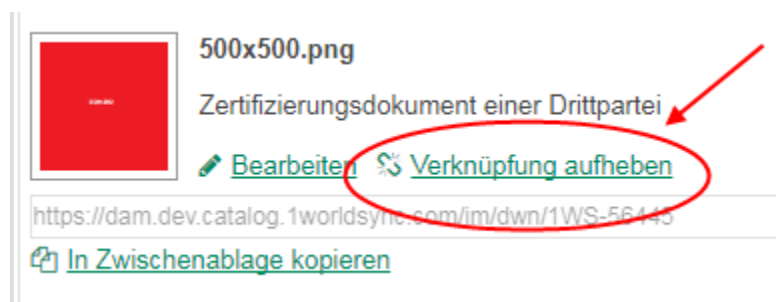 500x500.png
Zertifizierungsdokument einer Drittpartei
Bearbeiten Verknüpfung aufheben
https://dam.dev.catalog.1worldsync.com/im/dwn/1WS-56445
In Zwischenablage kopieren